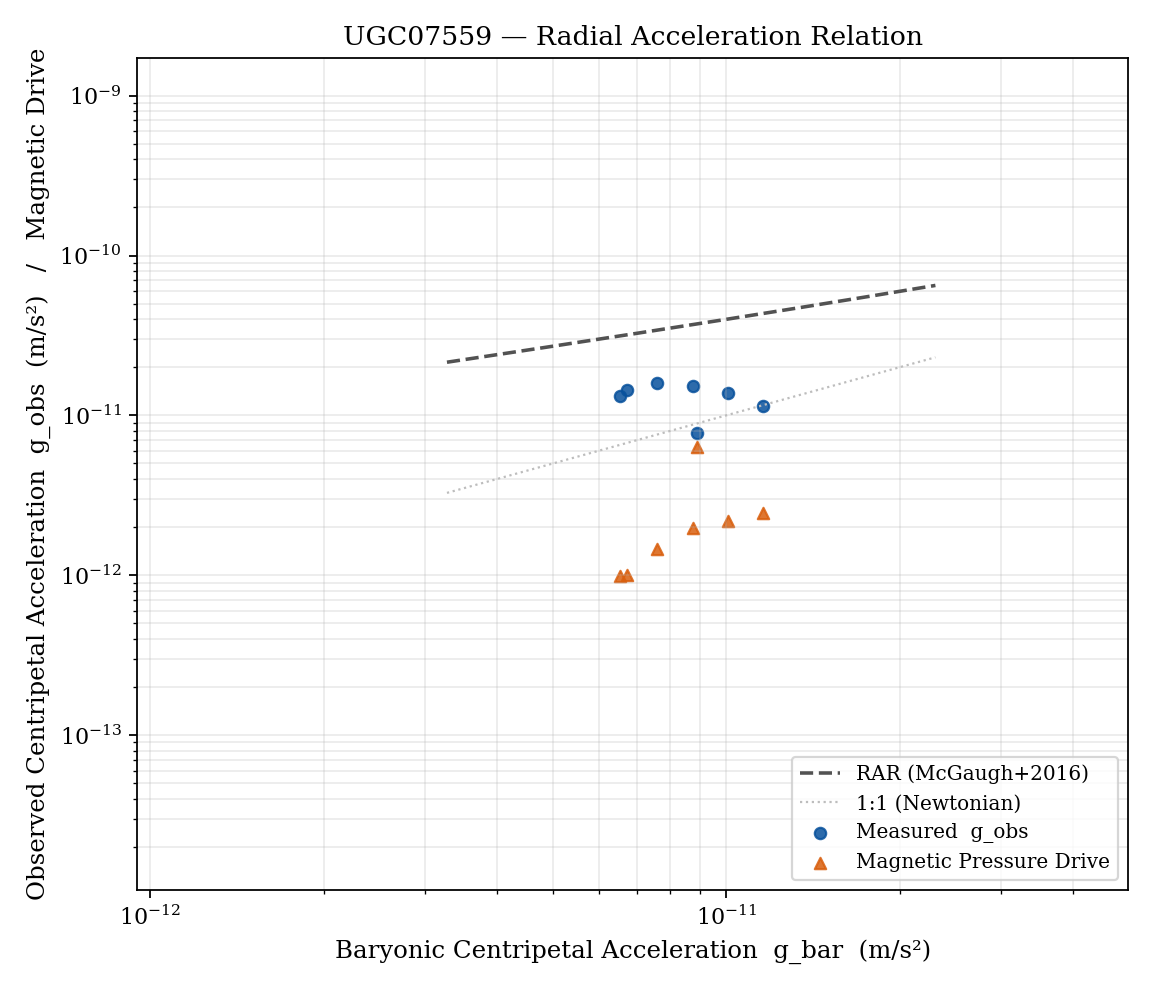 UGC07559 — Radial Acceleration Relation
Observed Centripetal Acceleration  g_obs  (m/s²)   /   Magnetic Drive
10⁻⁹
10⁻¹⁰
10⁻¹¹
10⁻¹²
10⁻¹³
RAR (McGaugh+2016)
1:1 (Newtonian)
Measured  g_obs
Magnetic Pressure Drive
10⁻¹²
10⁻¹¹
Baryonic Centripetal Acceleration  g_bar  (m/s²)